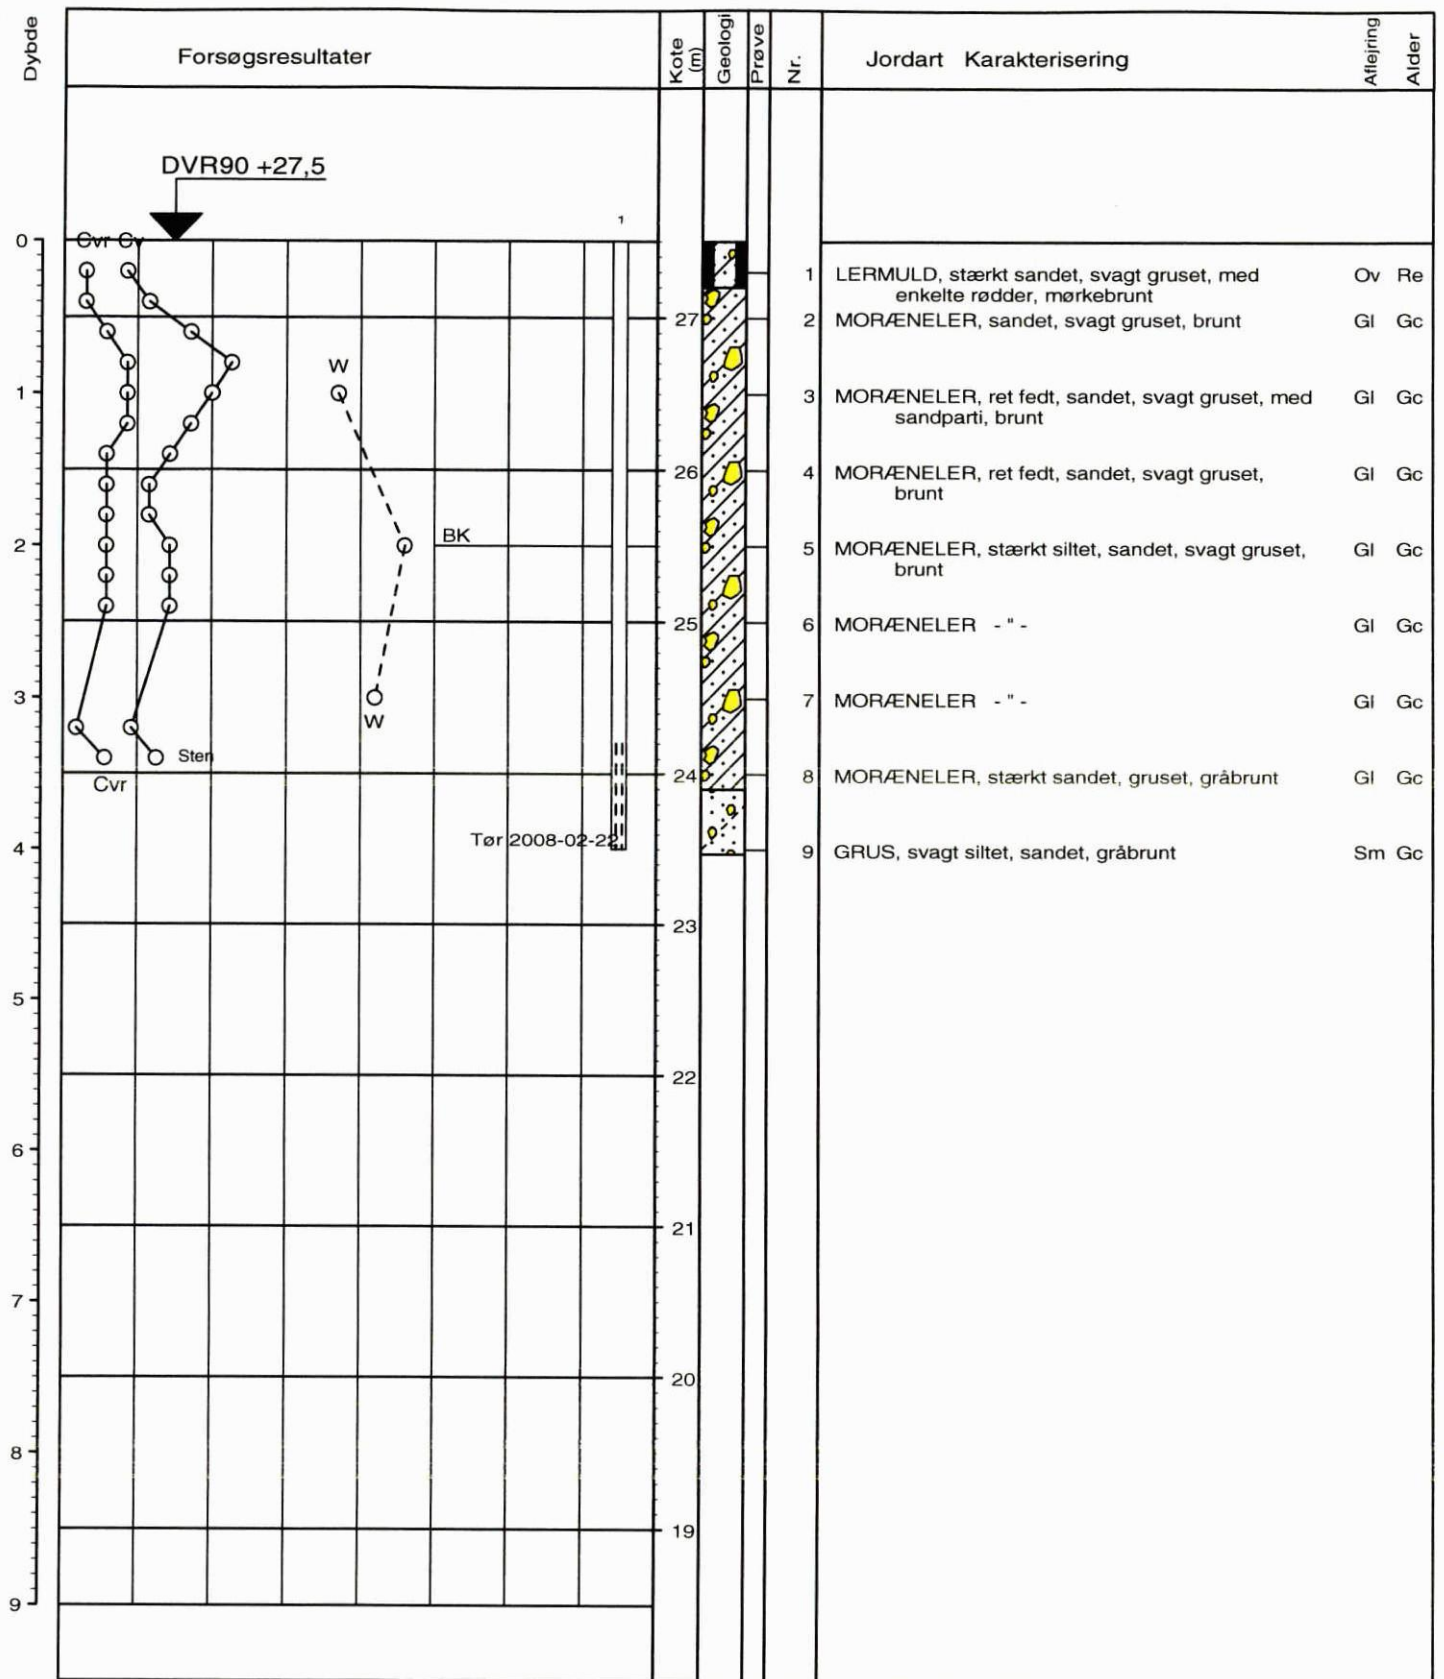 Dybde
Forsøgsresultater
Kote (m)
Geologi
Prøve
Nr.
Jordart Karakterisering
Aflejring
Alder
DVR90 +27,5
1
0
Cvr Cv
1 LERMULD, stærkt sandet, svagt gruset, med Ov Re
enkelte rødder, mørkebrunt
27 2 MORÆNELER, sandet, svagt gruset, brunt Gl Gc
W
1 3 MORÆNELER, ret fedt, sandet, svagt gruset, med Gl Gc
sandparti, brunt
26 4 MORÆNELER, ret fedt, sandet, svagt gruset, Gl Gc
brunt
2 BK 5 MORÆNELER, stærkt siltet, sandet, svagt gruset, Gl Gc
brunt
25 6 MORÆNELER - " - Gl Gc
3 7 MORÆNELER - " - Gl Gc
W
Sten
24 8 MORÆNELER, stærkt sandet, gruset, gråbrunt Gl Gc
Cvr
Tør 2008-02-22
4 9 GRUS, svagt siltet, sandet, gråbrunt Sm Gc
23
5
22
6
21
7
20
8
19
9